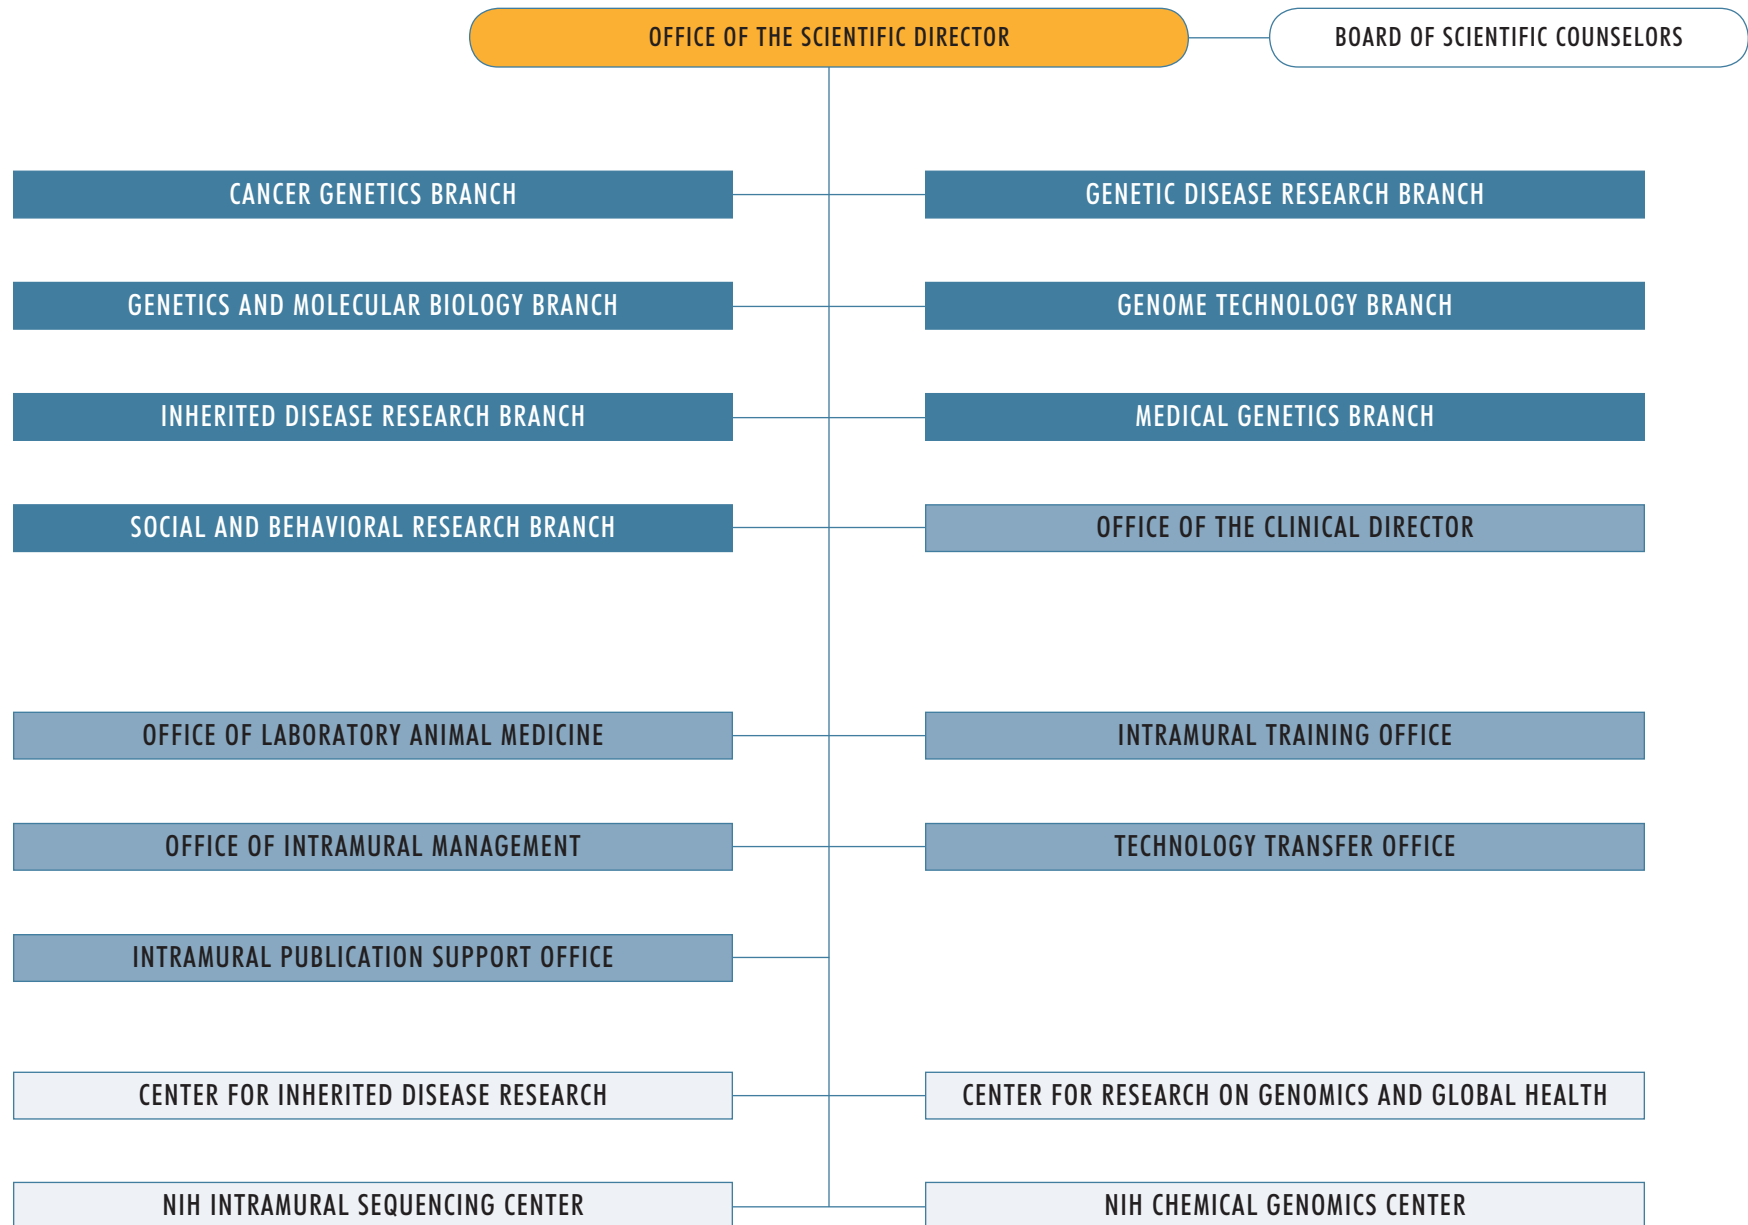 OFFICE OF THE SCIENTIFIC DIRECTOR
BOARD OF SCIENTIFIC COUNSELORS
CANCER GENETICS BRANCH
GENETIC DISEASE RESEARCH BRANCH
GENETICS AND MOLECULAR BIOLOGY BRANCH
GENOME TECHNOLOGY BRANCH
INHERITED DISEASE RESEARCH BRANCH
MEDICAL GENETICS BRANCH
SOCIAL AND BEHAVIORAL RESEARCH BRANCH
OFFICE OF THE CLINICAL DIRECTOR
OFFICE OF LABORATORY ANIMAL MEDICINE
INTRAMURAL TRAINING OFFICE
OFFICE OF INTRAMURAL MANAGEMENT
TECHNOLOGY TRANSFER OFFICE
INTRAMURAL PUBLICATION SUPPORT OFFICE
CENTER FOR INHERITED DISEASE RESEARCH
CENTER FOR RESEARCH ON GENOMICS AND GLOBAL HEALTH
NIH INTRAMURAL SEQUENCING CENTER
NIH CHEMICAL GENOMICS CENTER